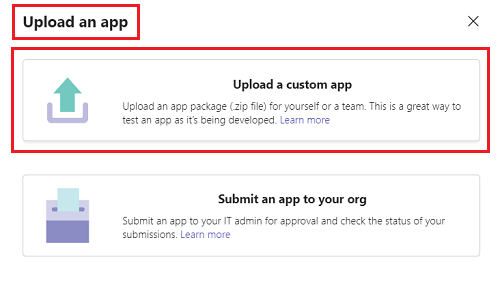 Upload an app
Upload a custom app
Upload an app package (.zip file) for yourself or a team. This is a great way to
test an app as it's being developed. Learn more
Submit an app to your org
Submit an app to your IT admin for approval and check the status of your
submissions. Learn more